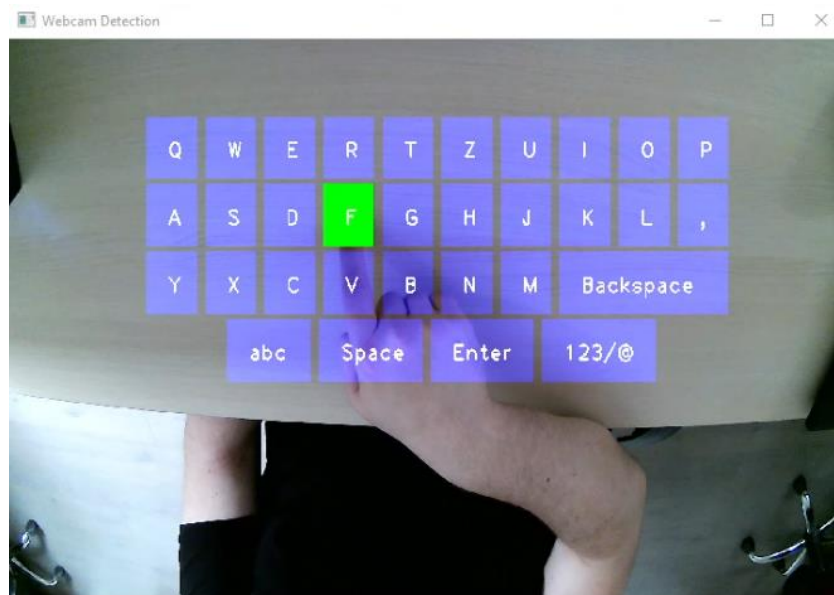 Webcam Detection
Q W E R T Z U I O P
A S D F G H J K L ,
Y X C V B N M Backspace
abc Space Enter 123/@